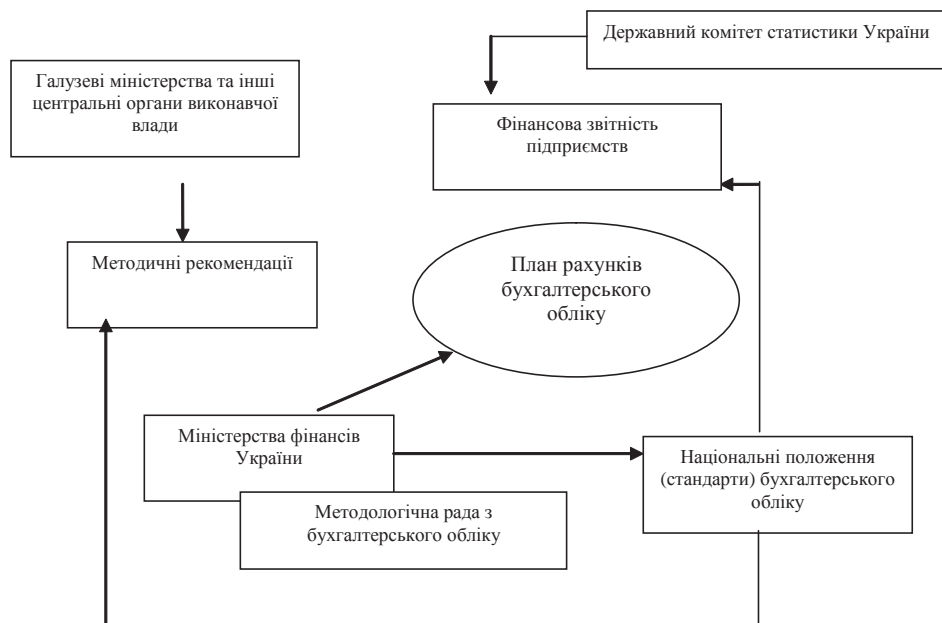 Державний комітет статистики України
Галузеві міністерства та інші
центральні органи виконавчої
влади
Фінансова звітність
підприємств
Методичні рекомендації
План рахунків
бухгалтерського
обліку
Міністерства фінансів
України
Національні положення
(стандарти) бухгалтерського
обліку
Методологічна рада з
бухгалтерського обліку